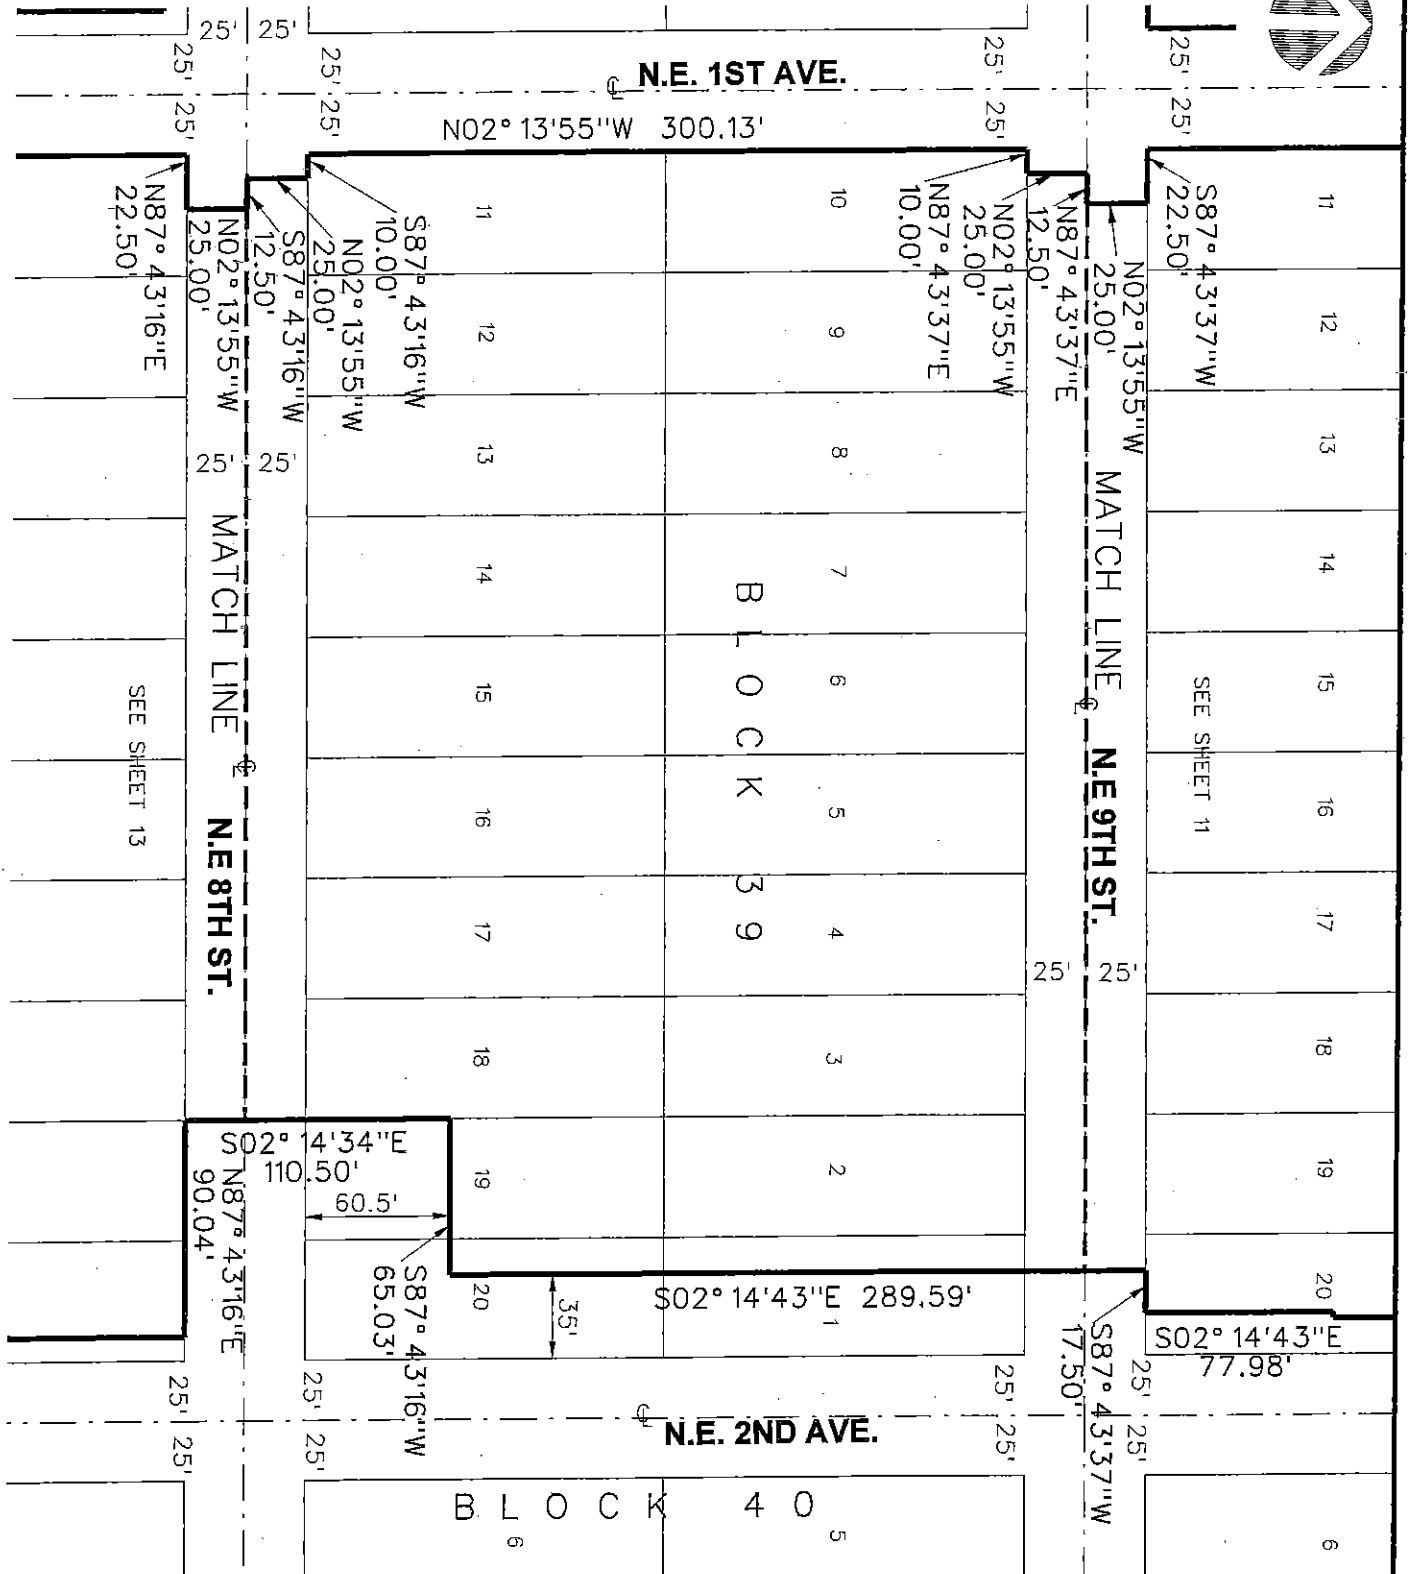 25' 25'
25' 25' 25' 25'
N.E. 1ST AVE.
25' 25' 25' 25'
N02°13'55"W 300.13'
N87°43'16"E
22.50'
N02°13'55"W
25.00'
S87°43'16"W
12.50'
N02°13'55"W
25.00'
S87°43'16"W
10.00'
N87°43'37"E
10.00'
N02°13'55"W
25.00'
N87°43'37"E
12.50'
N02°13'55"W
25.00'
S87°43'37"W
22.50'
11 10 11
12 9 12
13 8 13
14 7 14
15 6 15
16 5 16
17 4 17
18 3 18
19 2 19
20 1 20
25' 25'
MATCH LINE
N.E 8TH ST.
SEE SHEET 13
BLOCK 39
MATCH LINE
N.E 9TH ST.
SEE SHEET 11
25' 25'
S02°14'34"E
110.50'
60.5'
N87°43'16"E
90.04'
S87°43'16"W
65.03'
35'
S02°14'43"E 289.59'
S87°43'37"W
17.50'
S02°14'43"E
77.98'
25' 25' 25' 25'
N.E. 2ND AVE.
25' 25' 25' 25'
BLOCK 40
6 5 6